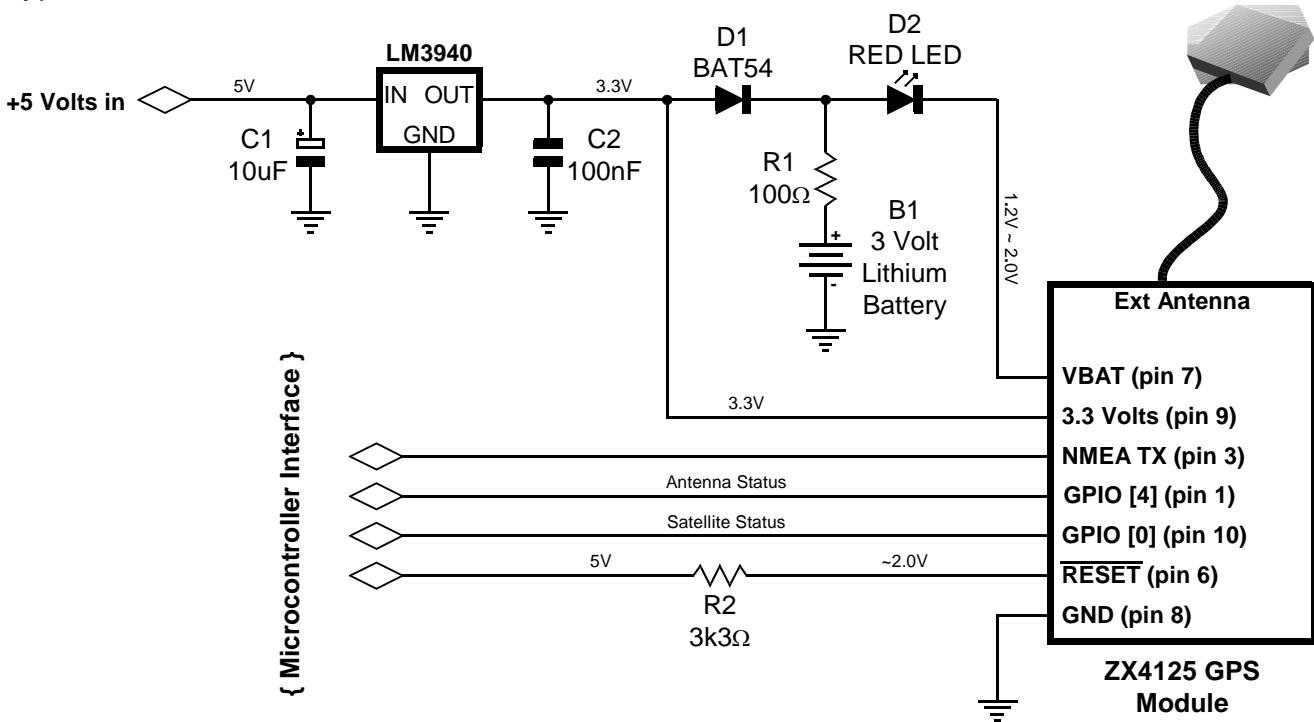 D1
BAT54
D2
RED LED
LM3940
+5 Volts in
5V
IN OUT
GND
3.3V
C1
10uF
+
C2
100nF
R1
100Ω
B1
3 Volt
Lithium
Battery
+
-
1.2V ~ 2.0V
Ext Antenna
VBAT (pin 7)
3.3V
3.3 Volts (pin 9)
NMEA TX (pin 3)
Antenna Status
GPIO [4] (pin 1)
Satellite Status
GPIO [0] (pin 10)
5V
~2.0V
RESET (pin 6)
R2
3k3Ω
GND (pin 8)
{ Microcontroller Interface }
ZX4125 GPS
Module